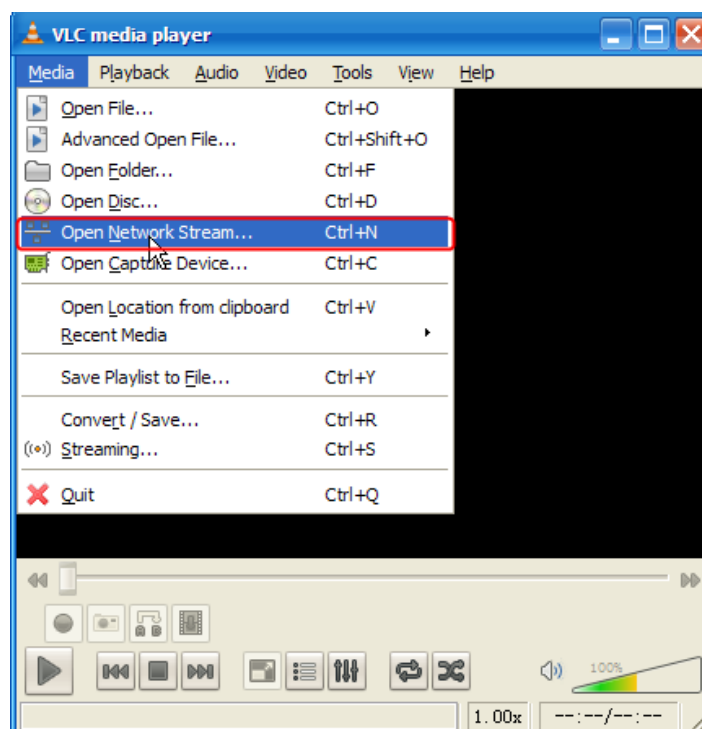 VLC media player
Media Playback Audio Video Tools View Help
Open File... Ctrl+O
Advanced Open File... Ctrl+Shift+O
Open Folder... Ctrl+F
Open Disc... Ctrl+D
Open Network Stream... Ctrl+N
Open Capture Device... Ctrl+C
Open Location from clipboard Ctrl+V
Recent Media
Save Playlist to File... Ctrl+Y
Convert / Save... Ctrl+R
Streaming... Ctrl+S
Quit Ctrl+Q
A B
100%
1.00x --:--/--:--